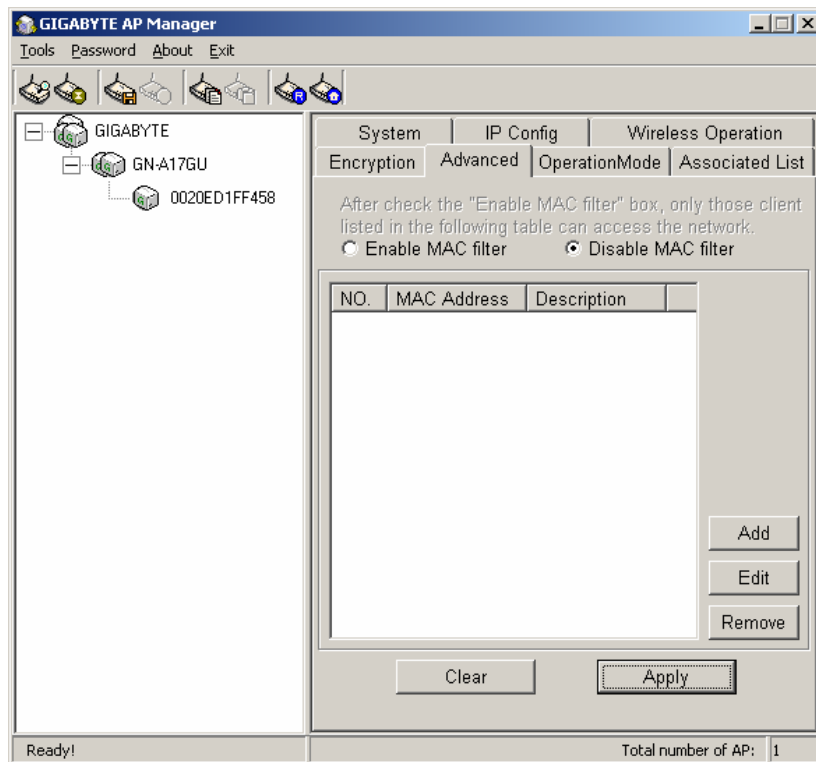 GIGABYTE AP Manager
Tools Password About Exit
GIGABYTE
GN-A17GU
0020ED1FF458
System IP Config Wireless Operation
Encryption Advanced OperationMode Associated List
After check the "Enable MAC filter" box, only those client
listed in the following table can access the network.
Enable MAC filter Disable MAC filter
NO. MAC Address Description
Add
Edit
Remove
Clear Apply
Ready! Total number of AP: 1